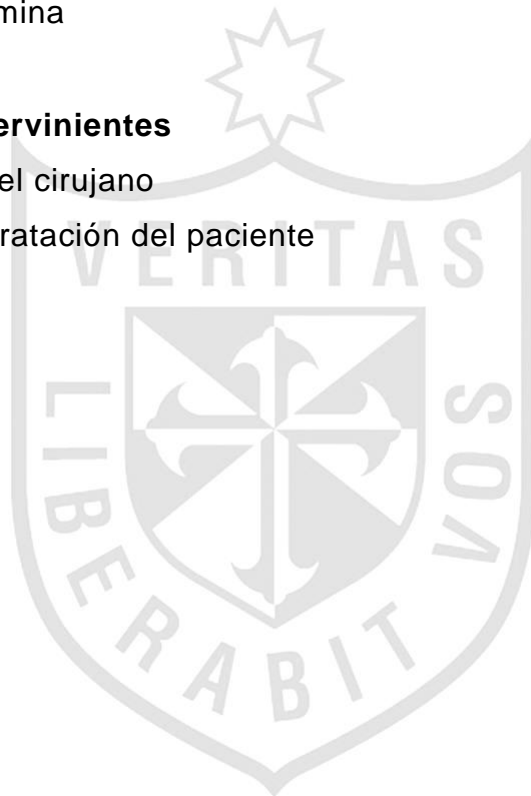 mina
ervinientes
el cirujano
ratación del paciente
VERITAS
LIBERABIT VOS